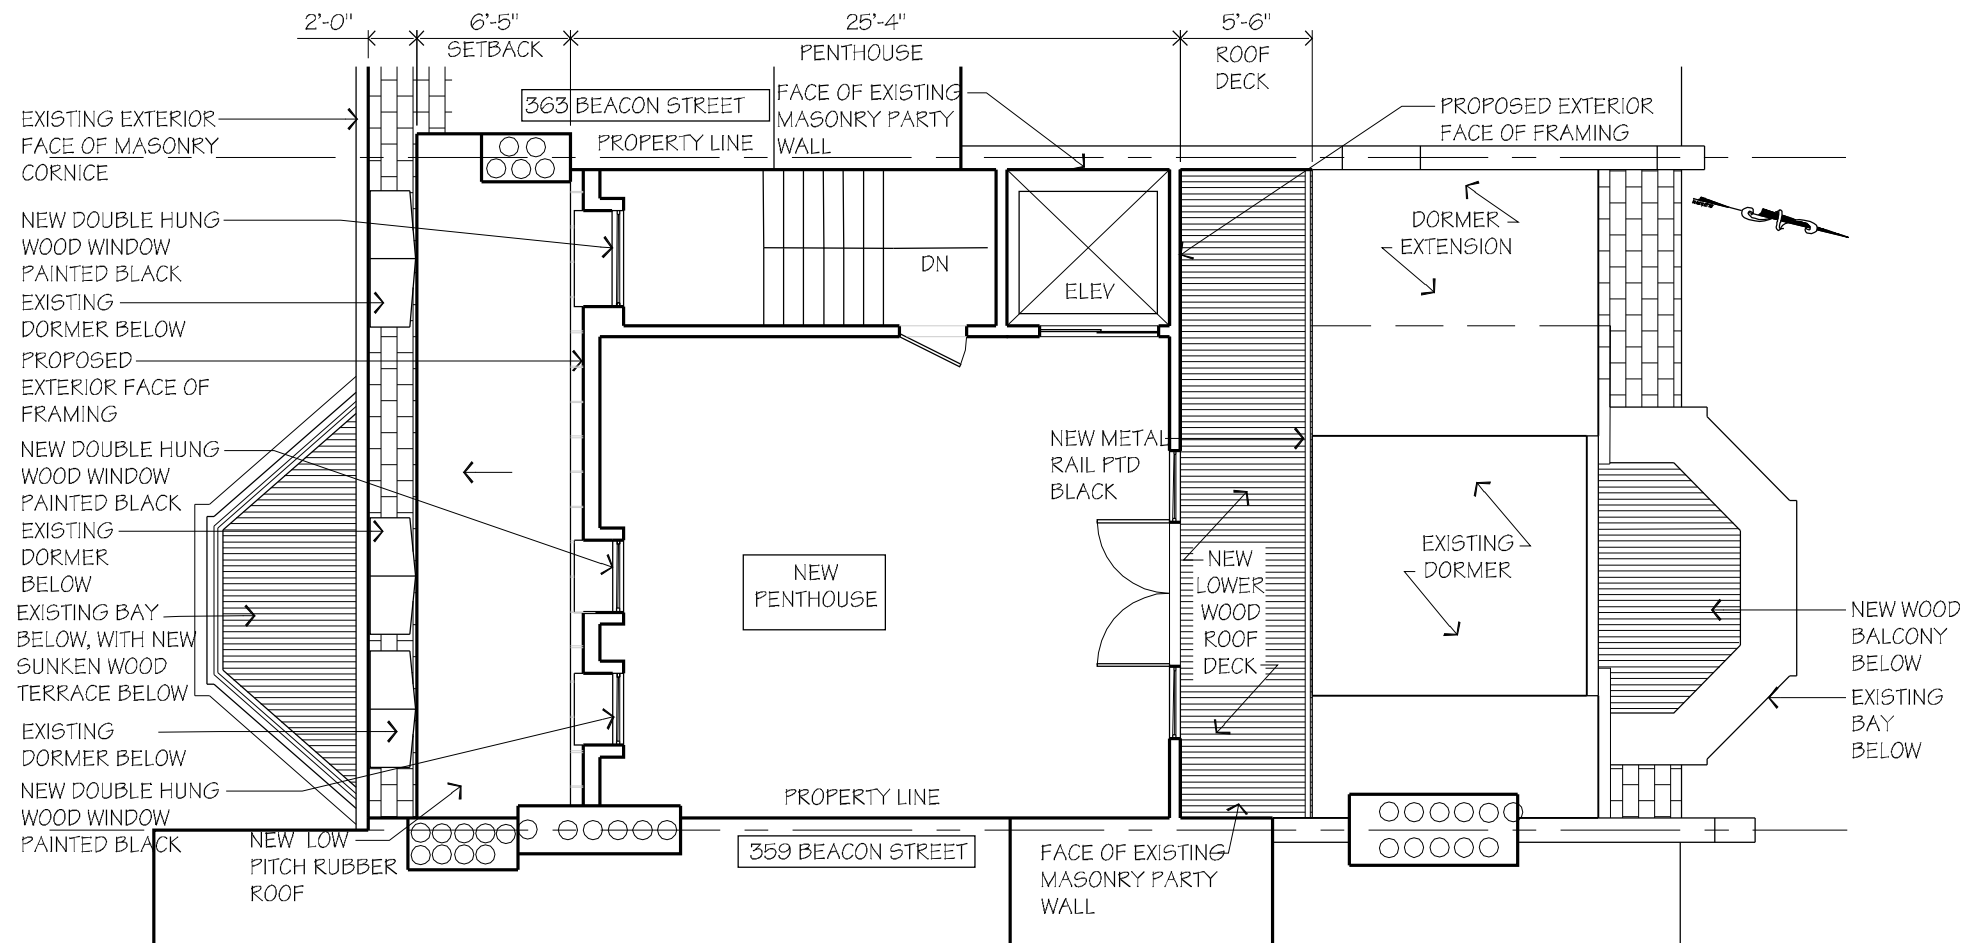 2'-0"
6'-5"
SETBACK
25'-4"
PENTHOUSE
5'-6"
ROOF
DECK
363 BEACON STREET
PROPERTY LINE
FACE OF EXISTING
MASONRY PARTY
WALL
PROPOSED EXTERIOR
FACE OF FRAMING
EXISTING EXTERIOR
FACE OF MASONRY
CORNICE
NEW DOUBLE HUNG
WOOD WINDOW
PAINTED BLACK
EXISTING
DORMER BELOW
PROPOSED
EXTERIOR FACE OF
FRAMING
NEW DOUBLE HUNG
WOOD WINDOW
PAINTED BLACK
EXISTING
DORMER
BELOW
EXISTING BAY
BELOW, WITH NEW
SUNKEN WOOD
TERRACE BELOW
EXISTING
DORMER BELOW
NEW DOUBLE HUNG
WOOD WINDOW
PAINTED BLACK
NEW LOW
PITCH RUBBER
ROOF
DN
ELEV
NEW METAL
RAIL PTD
BLACK
NEW
PENTHOUSE
NEW
LOWER
WOOD
ROOF
DECK
DORMER
EXTENSION
EXISTING
DORMER
NEW WOOD
BALCONY
BELOW
EXISTING
BAY
BELOW
PROPERTY LINE
359 BEACON STREET
FACE OF EXISTING
MASONRY PARTY
WALL